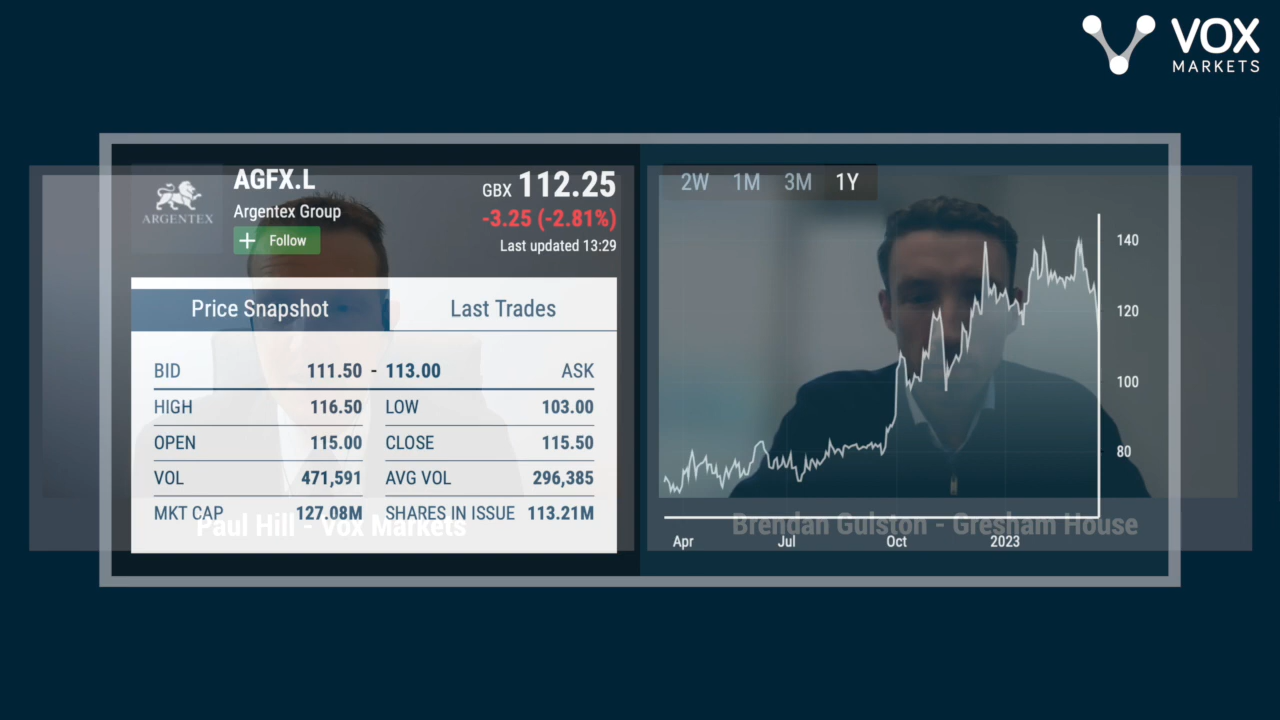 VOX
MARKETS
ARGENTEX
AGFX.L
Argentex Group
+ Follow
GBX 112.25
-3.25 (-2.81%)
Last updated 13:29
Price Snapshot
Last Trades
BID 111.50 - 113.00 ASK
HIGH 116.50 LOW 103.00
OPEN 115.00 CLOSE 115.50
VOL 471,591 AVG VOL 296,385
MKT CAP 127.08M SHARES IN ISSUE 113.21M
Paul Hill - Vox Markets
2W 1M 3M 1Y
140
120
100
80
Brendan Gulston - Gresham House
Apr Jul Oct 2023